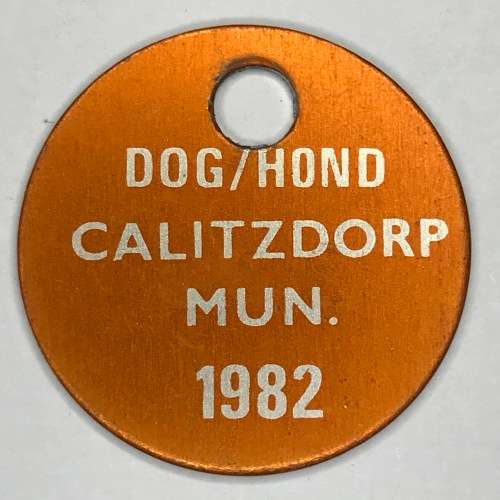 DOG/HOND
CALITZDORP
MUN.
1982